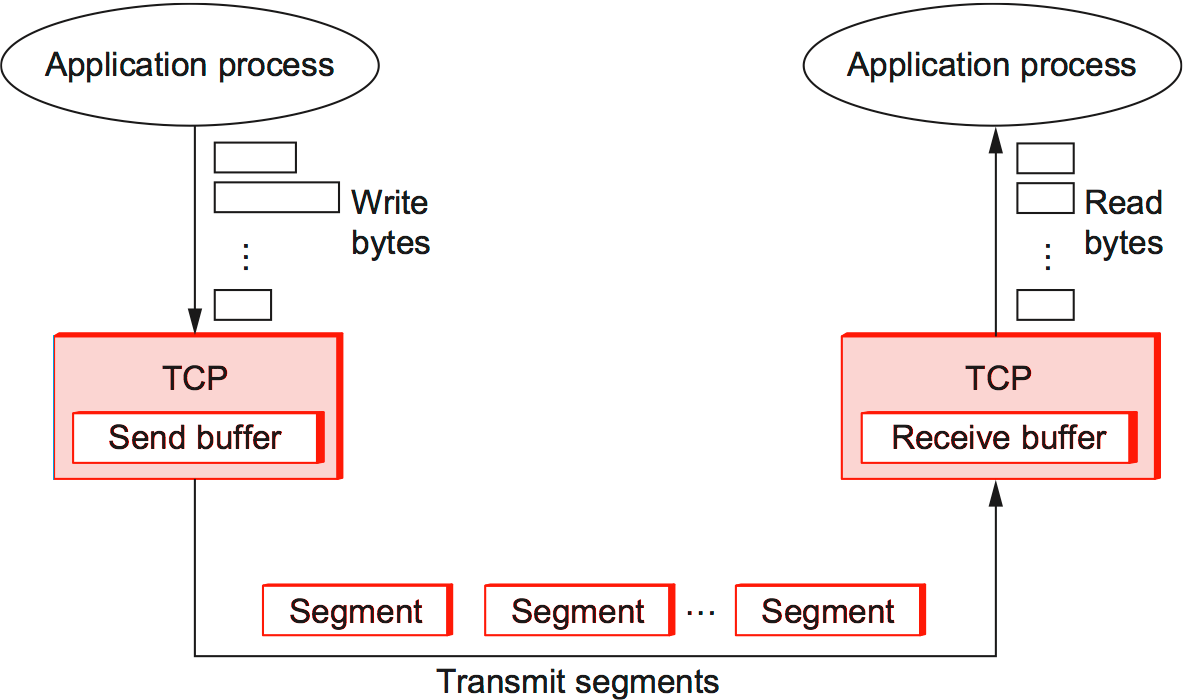 Application process
Application process
Write
bytes
Read
bytes
TCP
Send buffer
TCP
Receive buffer
Segment
Segment
...
Segment
Transmit segments